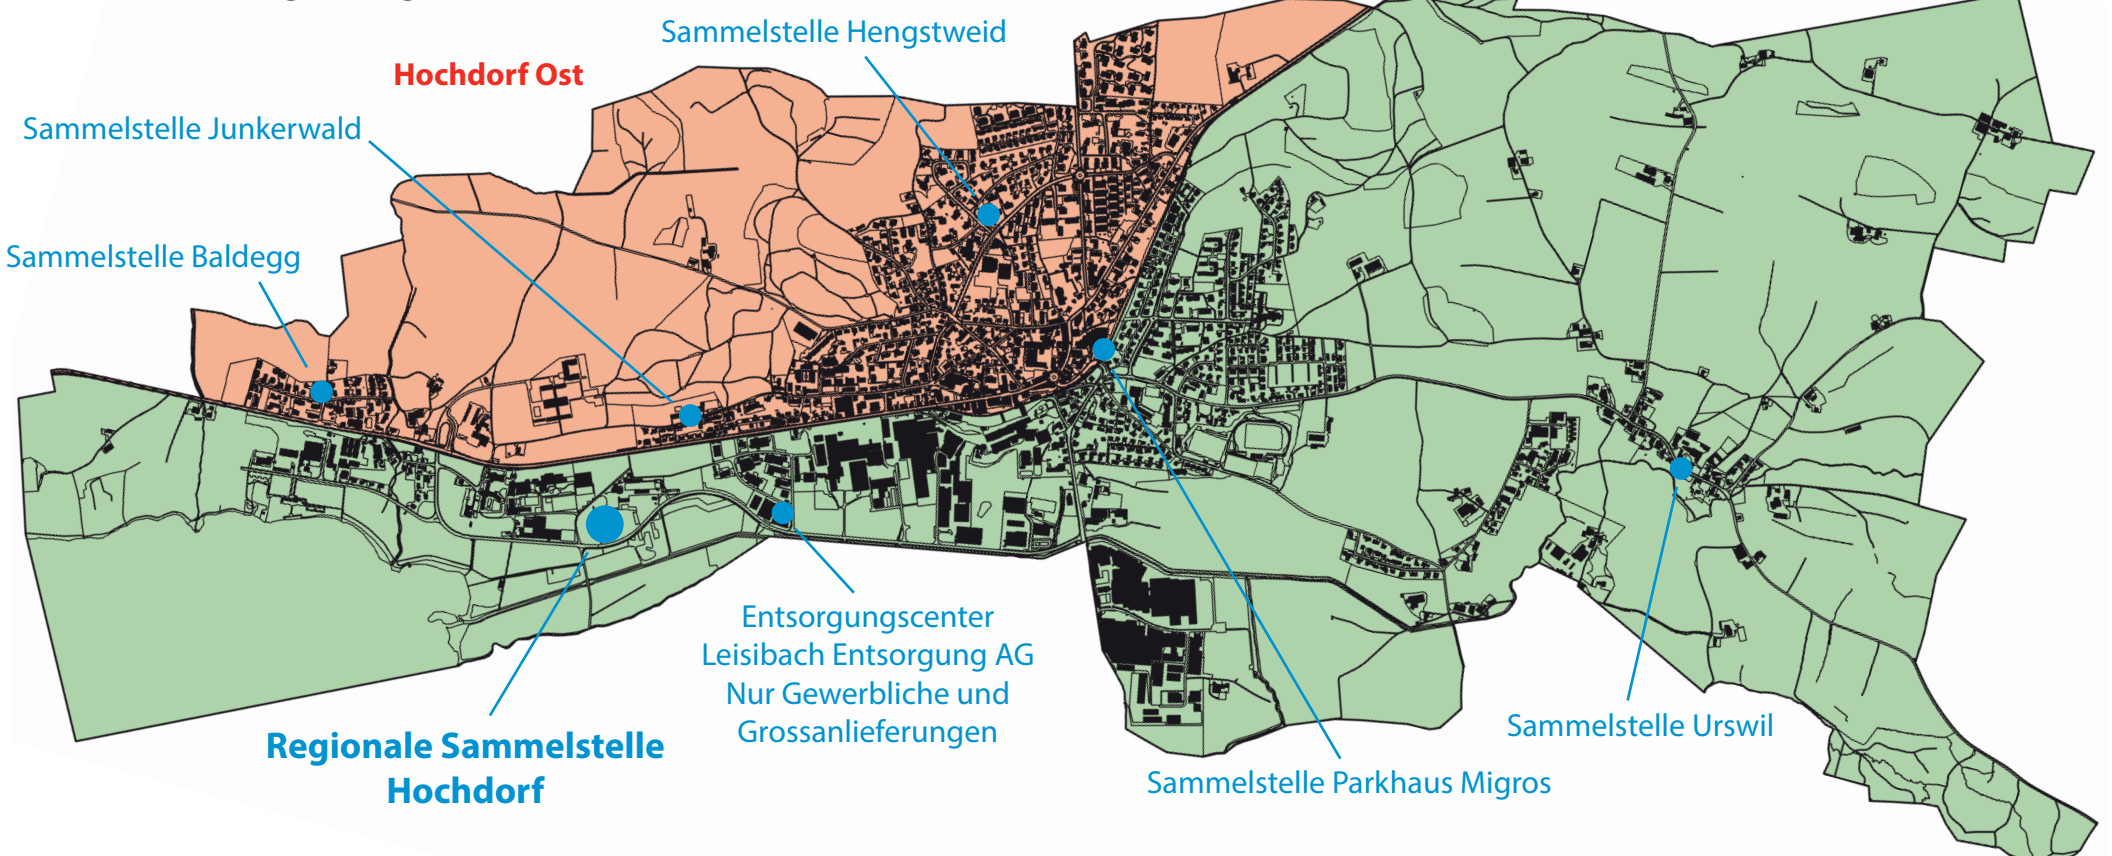 Sammelstelle Hengstweid
Hochdorf Ost
Sammelstelle Junkerwald
Sammelstelle Baldegg
Entsorgungscenter
Leisibach Entsorgung AG
Nur Gewerbliche und
Grossanlieferungen
Regionale Sammelstelle
Hochdorf
Sammelstelle Urswil
Sammelstelle Parkhaus Migros